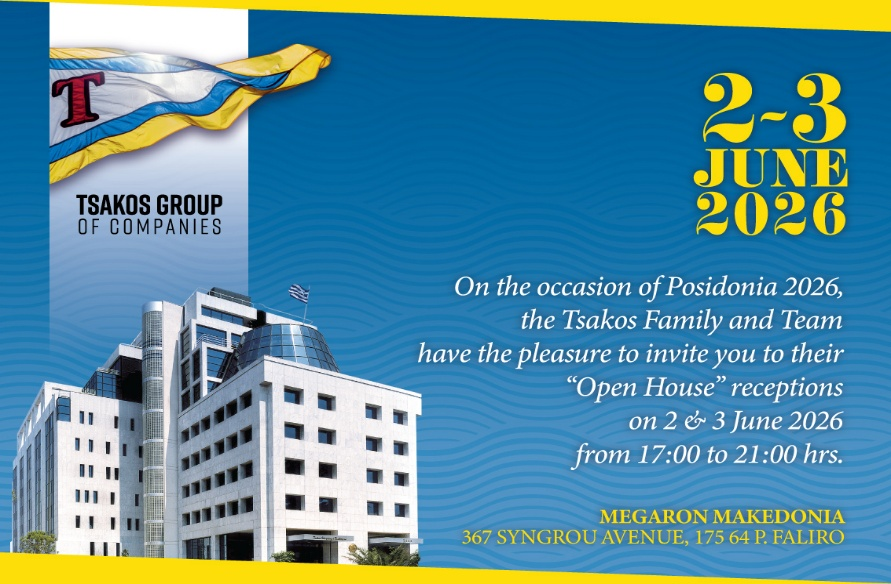 T
TSAKOS GROUP
OF COMPANIES
2-3
JUNE
2026
On the occasion of Posidonia 2026,
the Tsakos Family and Team
have the pleasure to invite you to their
“Open House” receptions
on 2 & 3 June 2026
from 17:00 to 21:00 hrs.
MEGARON MAKEDONIA
367 SYNGROU AVENUE, 175 64 P. FALIRO